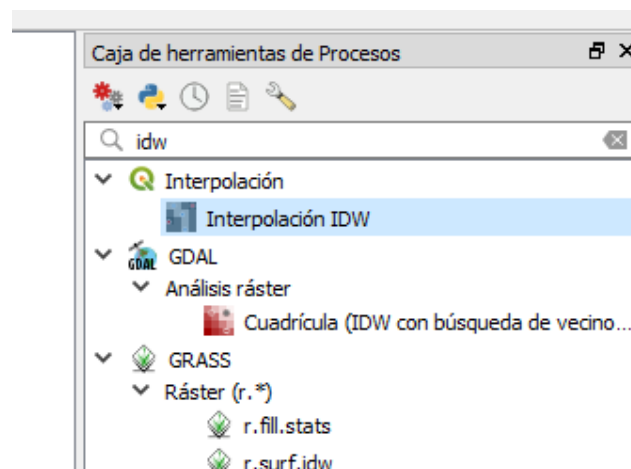 Caja de herramientas de Procesos
idw
Interpolación
Interpolación IDW
GDAL
GDAL
Análisis ráster
Cuadrícula (IDW con búsqueda de vecino...
GRASS
Ráster (r.*)
r.fill.stats
r.surf.idw